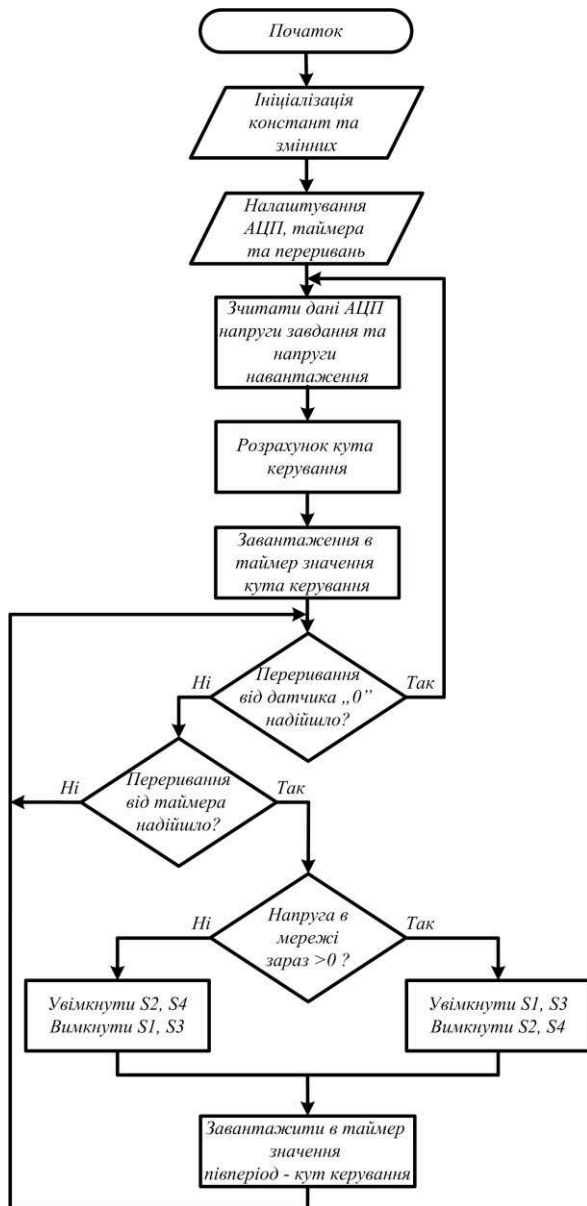 Початок
Ініціалізація
констант та
змінних
Налаштування
АЦП, таймера
та переривань
Зчитати дані АЦП
напруги завдання та
напруги
навантаження
Розрахунок кута
керування
Завантаження в
таймер значення
кута керування
Переривання
від датчика „0”
надійшло?
Ні
Так
Переривання
від таймера
надійшло?
Ні
Так
Напруга в
мережі
зараз >0 ?
Ні
Так
Увімкнути S2, S4
Вимкнути S1, S3
Увімкнути S1, S3
Вимкнути S2, S4
Завантажити в таймер
значення
півперіод - кут керування